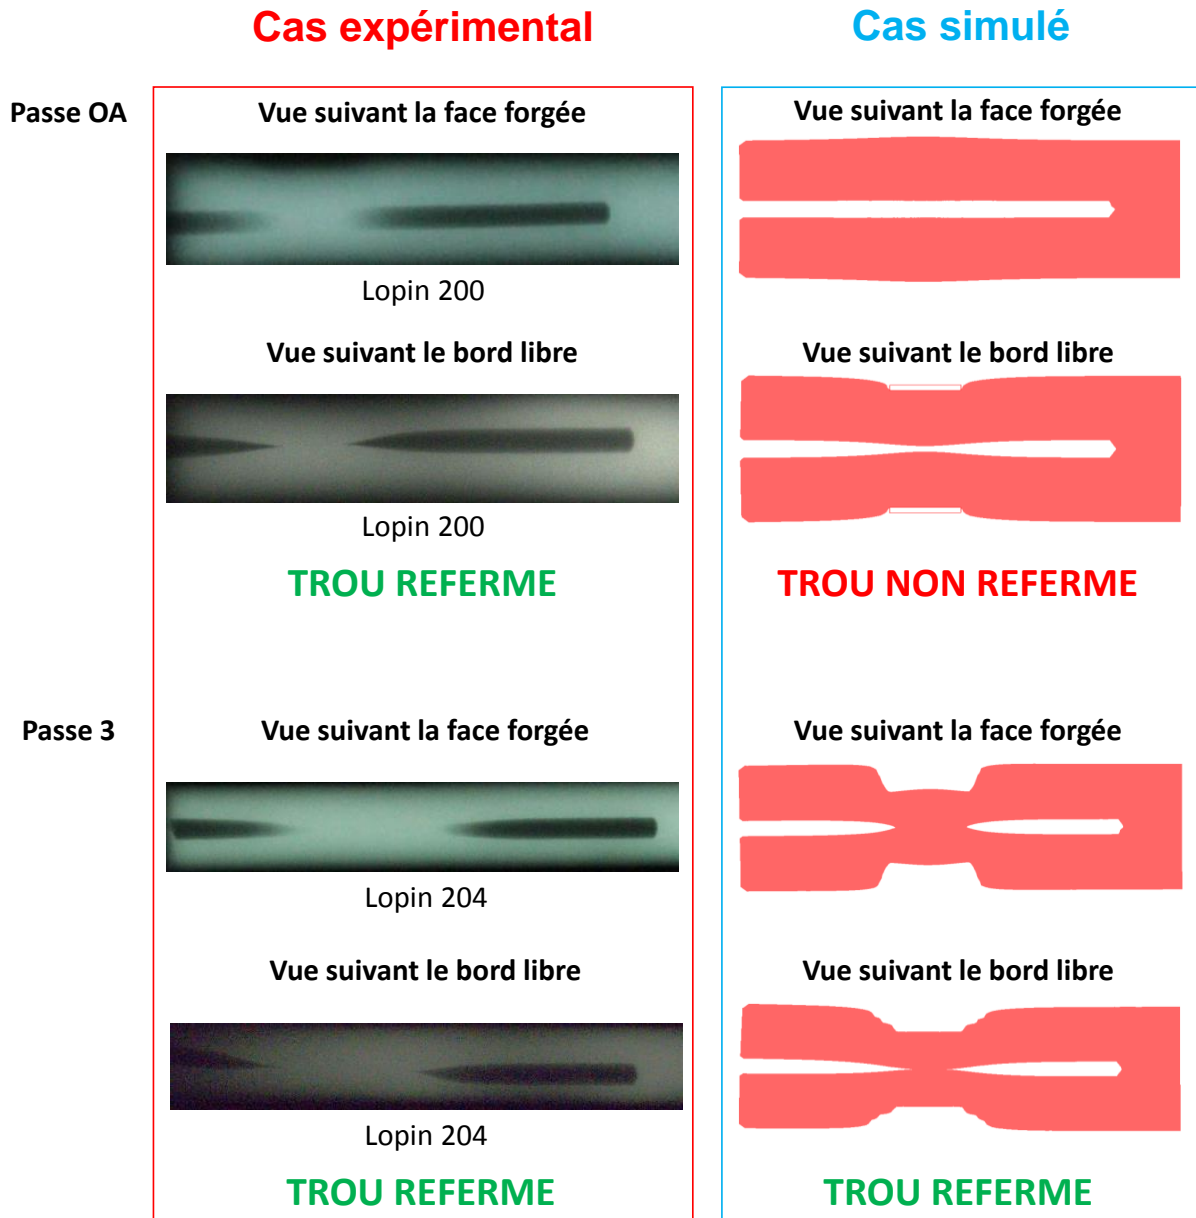 Cas expérimental
Cas simulé
Passe OA
Vue suivant la face forgée
Vue suivant la face forgée
Lopin 200
Vue suivant le bord libre
Vue suivant le bord libre
Lopin 200
TROU REFERME
TROU NON REFERME
Passe 3
Vue suivant la face forgée
Vue suivant la face forgée
Lopin 204
Vue suivant le bord libre
Vue suivant le bord libre
Lopin 204
TROU REFERME
TROU REFERME